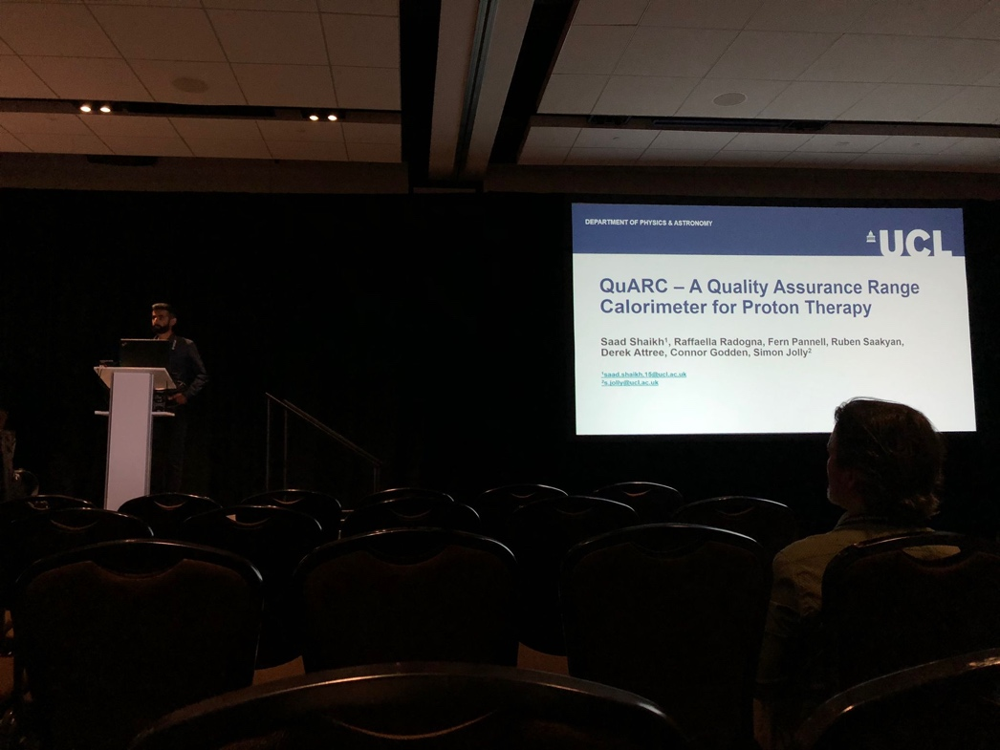 DEPARTMENT OF PHYSICS & ASTRONOMY
UCL
QuARC – A Quality Assurance Range
Calorimeter for Proton Therapy
Saad Shaikh¹, Raffaella Radogna, Fern Pannell, Ruben Saakyan,
Derek Attree, Connor Godden, Simon Jolly²
¹saad.shaikh.15@ucl.ac.uk
²s.jolly@ucl.ac.uk